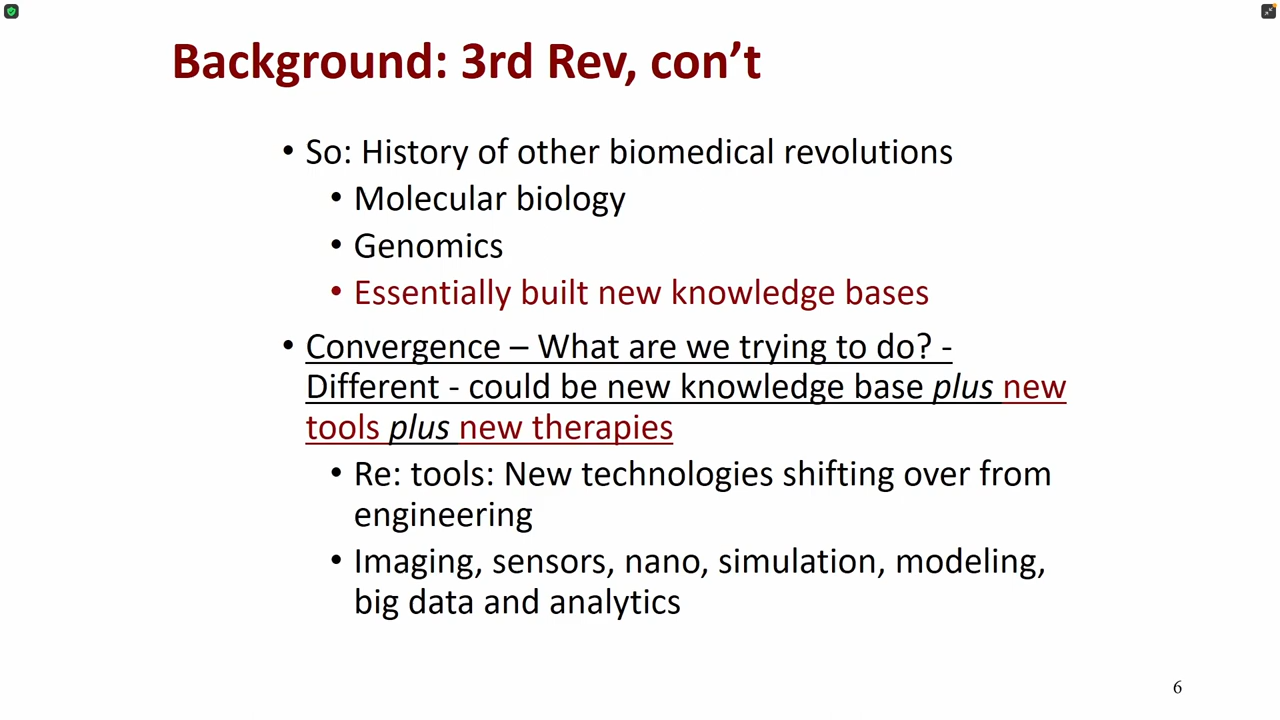 Background: 3rd Rev, con’t
• So: History of other biomedical revolutions
• Molecular biology
• Genomics
• Essentially built new knowledge bases
• Convergence – What are we trying to do? -
Different - could be new knowledge base plus new
tools plus new therapies
• Re: tools: New technologies shifting over from
engineering
• Imaging, sensors, nano, simulation, modeling,
big data and analytics
6